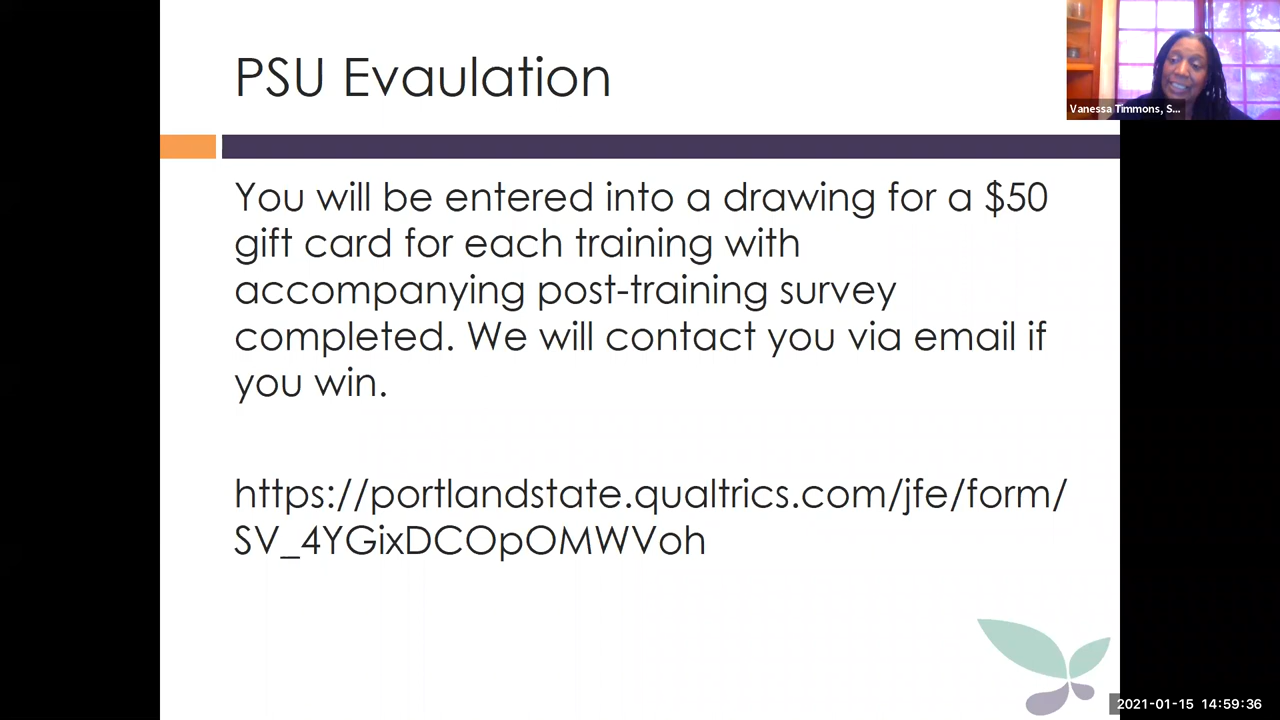 PSU Evaulation
Vanessa Timmons, S...
You will be entered into a drawing for a $50
gift card for each training with
accompanying post-training survey
completed. We will contact you via email if
you win.
https://portlandstate.qualtrics.com/jfe/form/
SV_4YGixDCOpOMWVoh
2021-01-15 14:59:36